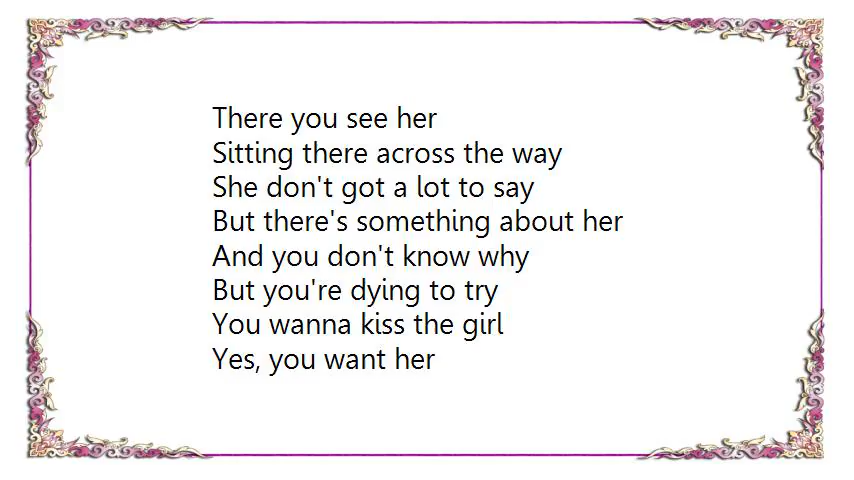 There you see her
Sitting there across the way
She don't got a lot to say
But there's something about her
And you don't know why
But you're dying to try
You wanna kiss the girl
Yes, you want her